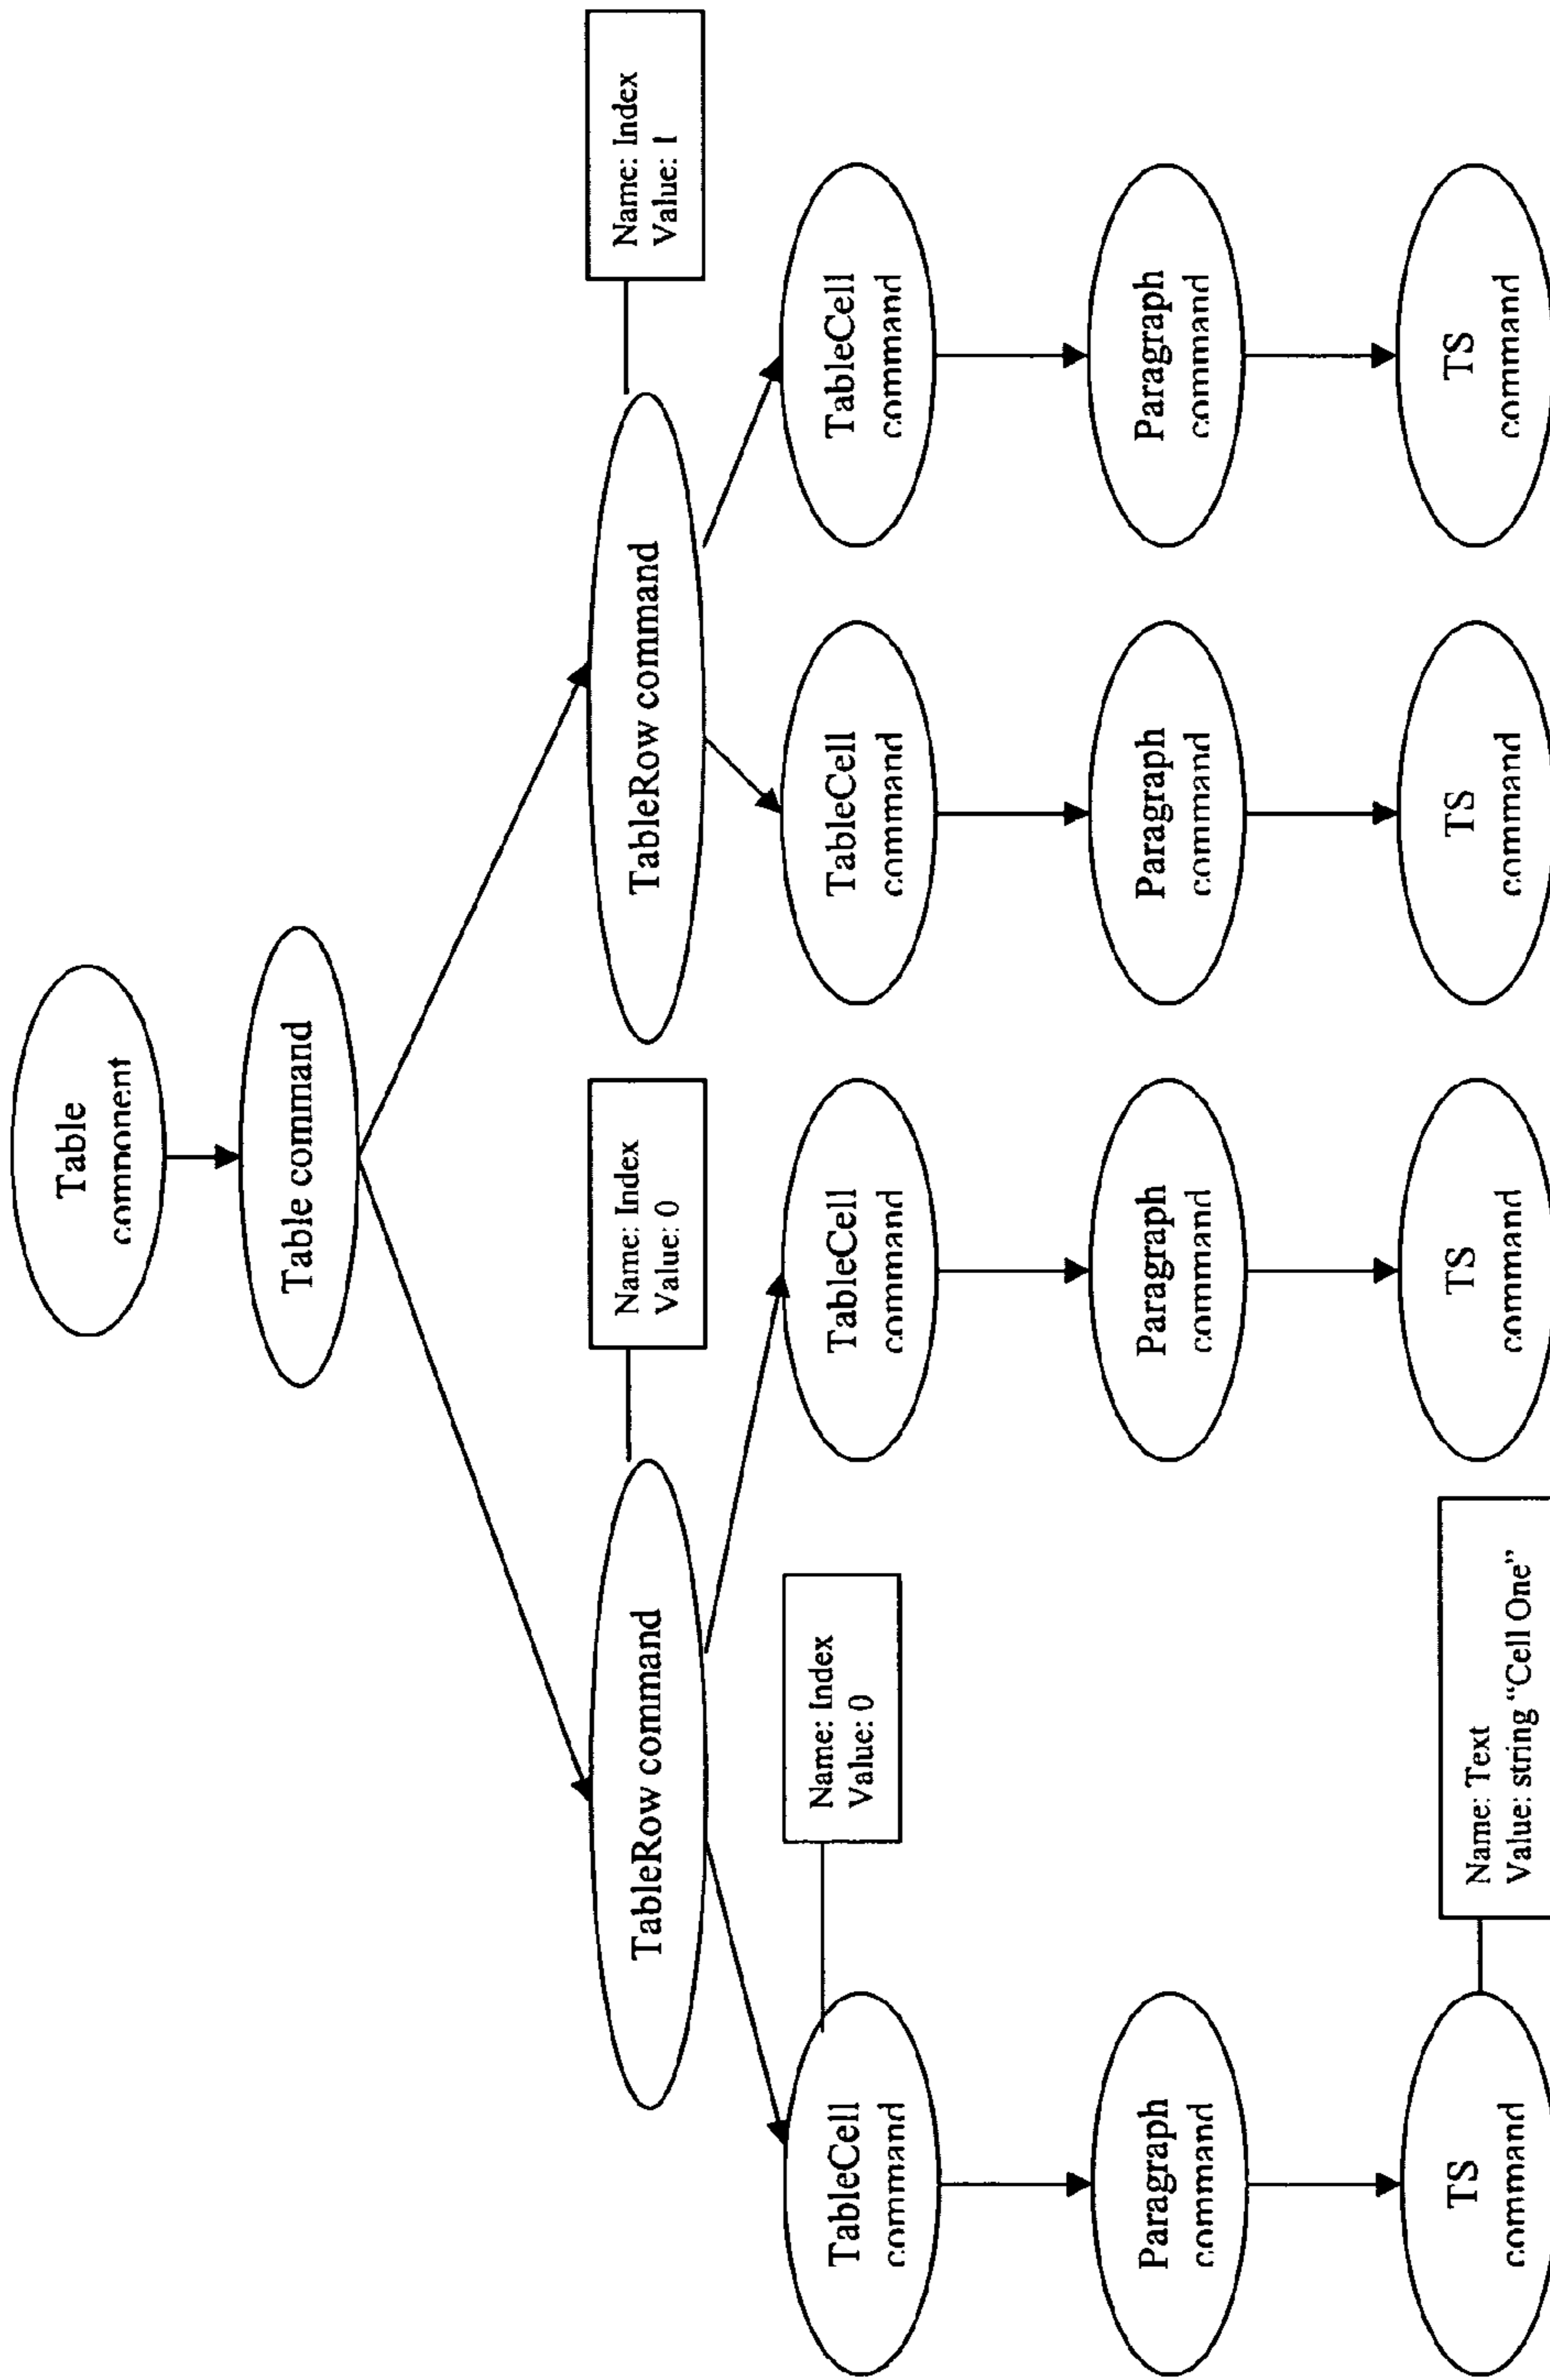 Table
component
Table command
TableRow command
Name: Index
Value: 0
TableRow command
Name: Index
Value: 1
TableCell
command
Name: Index
Value: 0
TableCell
command
TableCell
command
TableCell
command
Paragraph
command
Paragraph
command
Paragraph
command
Paragraph
command
TS
command
Name: Text
Value: string “Cell One”
TS
command
TS
command
TS
command